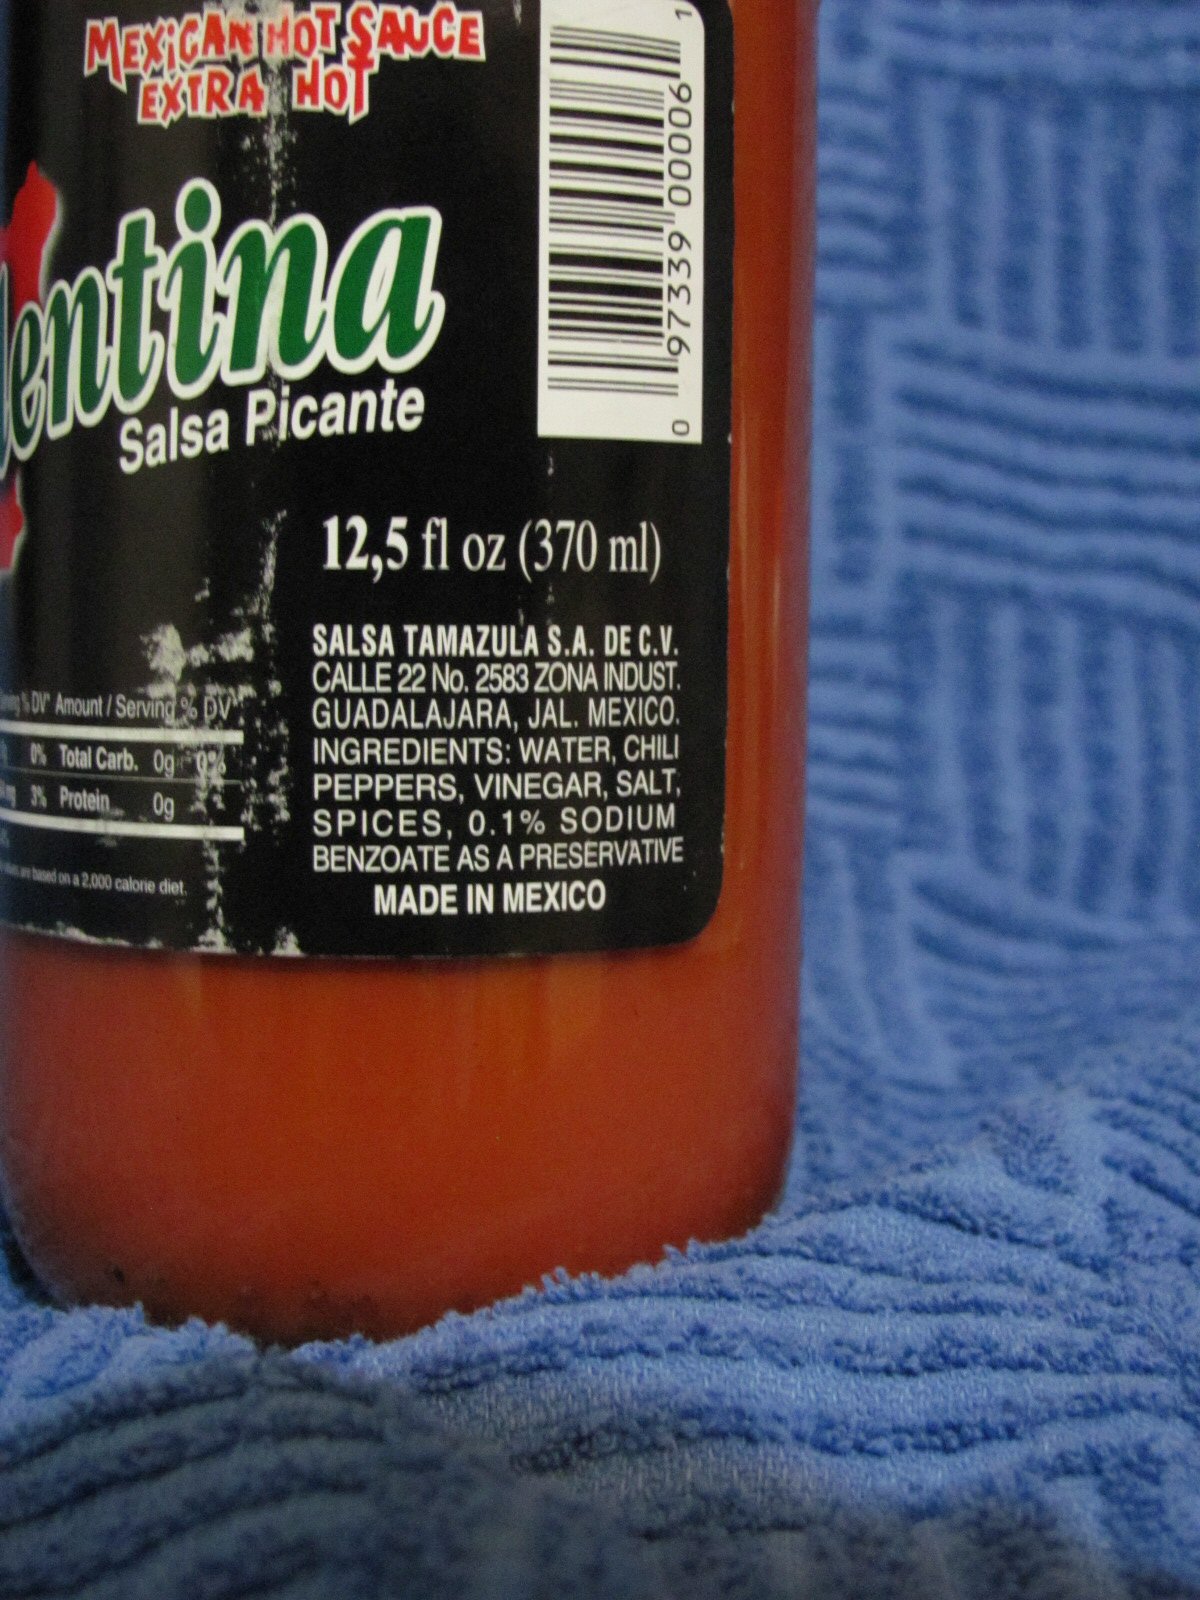 MEXICAN HOT SAUCE
EXTRA HOT
entina
Salsa Picante
0 97339 00006 1
12,5 fl oz (370 ml)
SALSA TAMAZULA S.A. DE C.V.
CALLE 22 No. 2583 ZONA INDUST.
GUADALAJARA, JAL. MEXICO.
INGREDIENTS: WATER, CHILI
PEPPERS, VINEGAR, SALT,
SPICES, 0.1% SODIUM
BENZOATE AS A PRESERVATIVE
MADE IN MEXICO
% DV* Amount / Serving % DV*
0% Total Carb. 0g 0%
3% Protein 0g
are based on a 2,000 calorie diet.